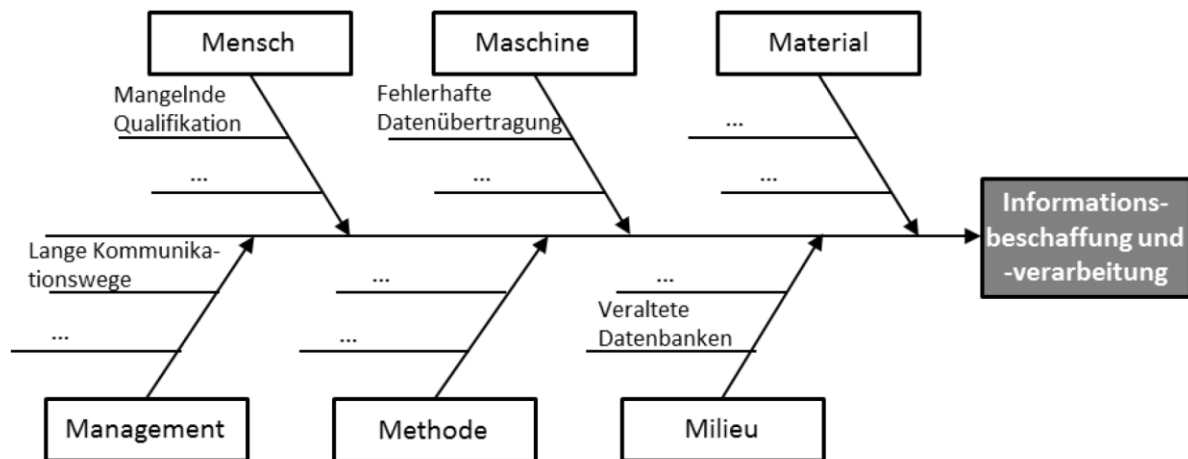 Mensch
Maschine
Material
Mangelnde
Qualifikation
...
Fehlerhafte
Datenübertragung
...
...
...
Informations-
beschaffung und
-verarbeitung
Lange Kommunika-
tionswege
...
...
...
...
Veraltete
Datenbanken
Management
Methode
Milieu